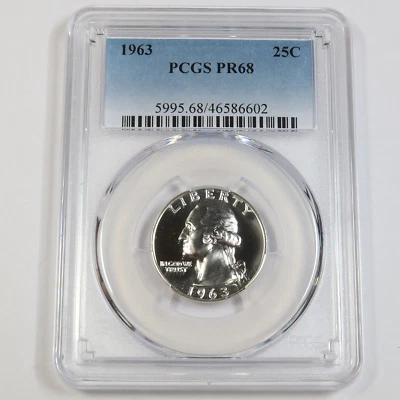 1963 25C
PCGS PR68
5995.68/46586602
LIBERTY
IN GOD WE
TRUST
1963